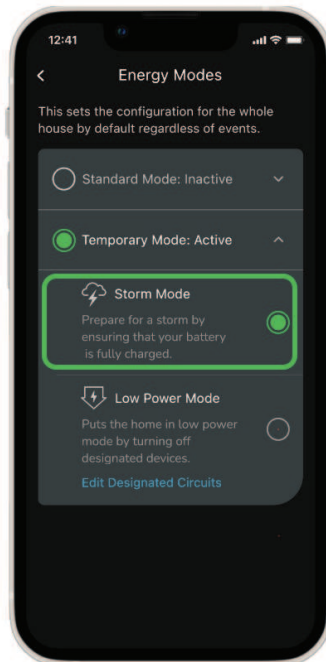 12:41
Energy Modes
This sets the configuration for the whole
house by default regardless of events.
Standard Mode: Inactive
Temporary Mode: Active
Storm Mode
Prepare for a storm by
ensuring that your battery
is fully charged.
Low Power Mode
Puts the home in low power
mode by turning off
designated devices.
Edit Designated Circuits